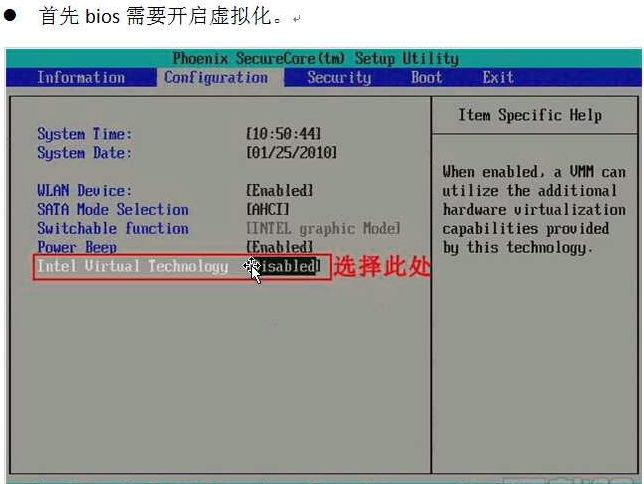 ● 首先 bios 需要开启虚拟化。
Phoenix SecureCore(tm) Setup Utility
Information Configuration Security Boot Exit
Item Specific Help
System Time: [10:50:44]
System Date: [01/25/2010]
WLAN Device: [Enabled]
SATA Mode Selection [AHCI]
Switchable function [INTEL graphic Mode]
Power Beep [Enabled]
Intel Virtual Technology [Disabled] 选择此处
When enabled, a VMM can
utilize the additional
hardware virtualization
capabilities provided
by this technology.